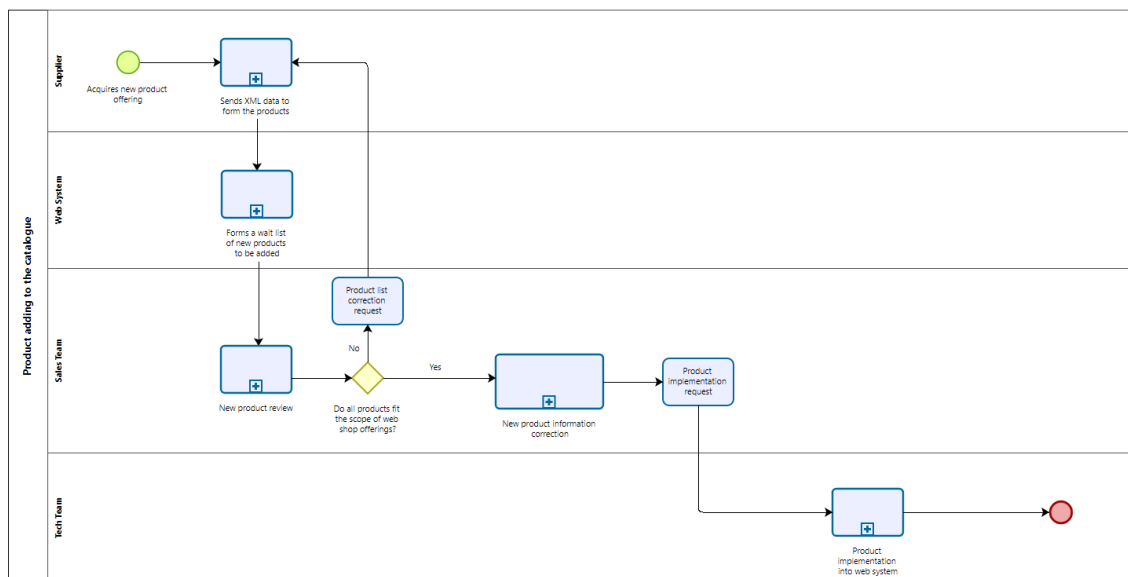 Product adding to the catalogue
Supplier
Acquires new product
offering
Sends XML data to
form the products
Web System
Forms a wait list
of new products
to be added
Sales Team
Product list
correction
request
No
Yes
New product review
Do all products fit
the scope of web
shop offerings?
New product information
correction
Product
implementation
request
Tech Team
Product
implementation
into web system